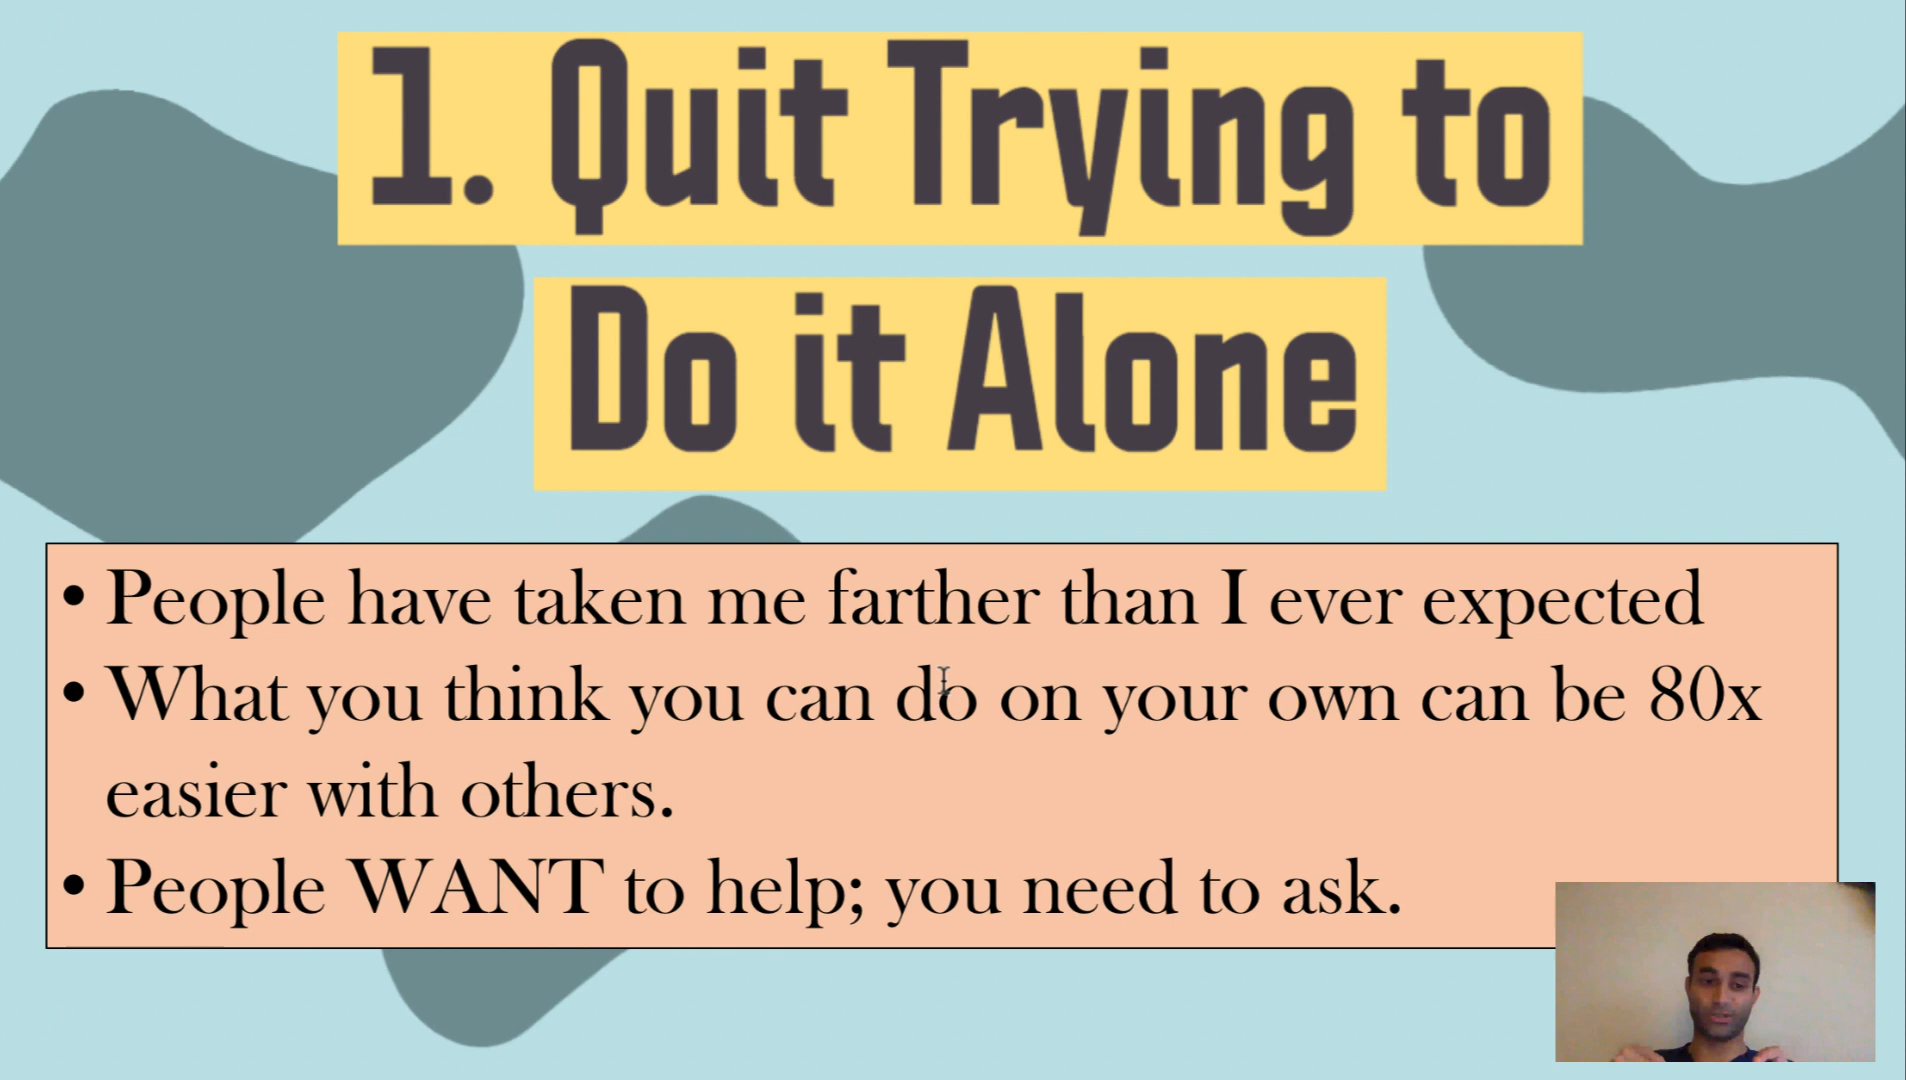 1. Quit Trying to
Do it Alone
• People have taken me farther than I ever expected
• What you think you can do on your own can be 80x
easier with others.
• People WANT to help; you need to ask.